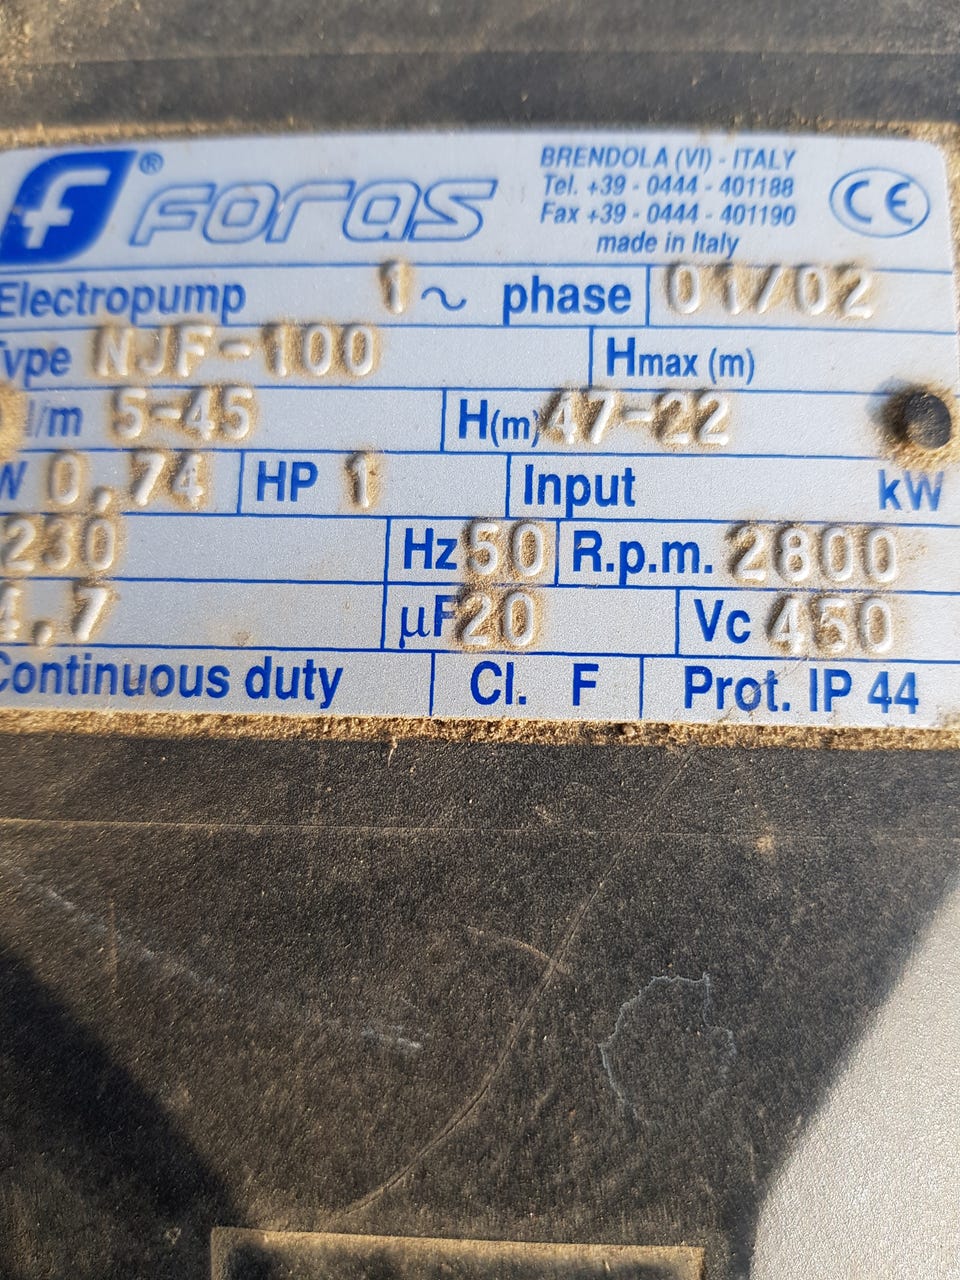 f® Foras
BRENDOLA (VI) - ITALY
Tel. +39 - 0444 - 401188
Fax +39 - 0444 - 401190
made in Italy
CE
Electropump 1 ~ phase 01/02
Type NJF-100 Hmax (m)
l/m 5-45 H(m) 47-22
W 0,74 HP 1 Input kW
230 Hz 50 R.p.m. 2800
4,7 µF 20 Vc 450
Continuous duty Cl. F Prot. IP 44